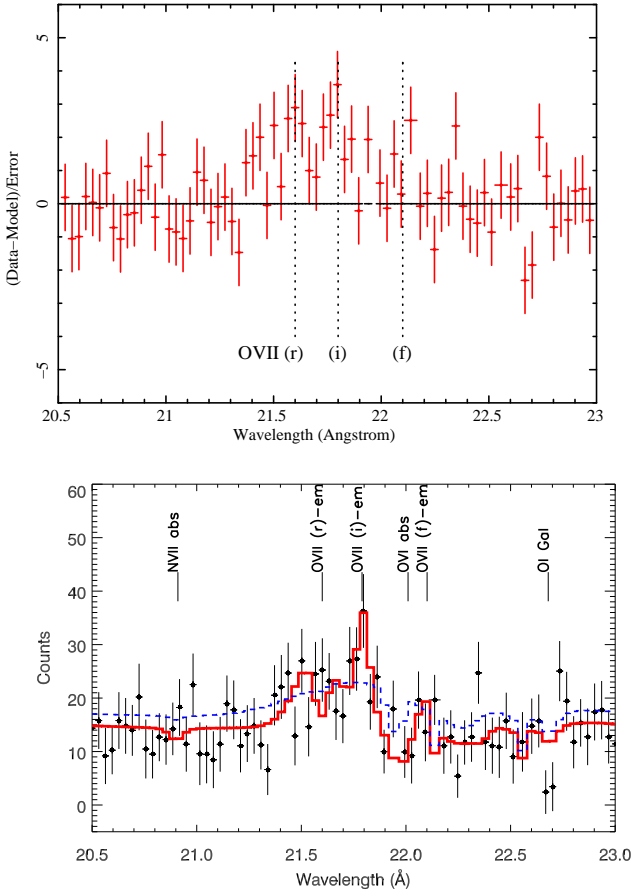 (Data−Model)/Error
5
0
−5
OVII (r) (i) (f)
20.5 21 21.5 22 22.5 23
Wavelength (Angstrom)
Counts
60
50
40
30
20
10
0
NVII abs
OVII (r)-em
OVII (i)-em
OVI abs
OVII (f)-em
OI Gal
20.5 21.0 21.5 22.0 22.5 23.0
Wavelength (Å)